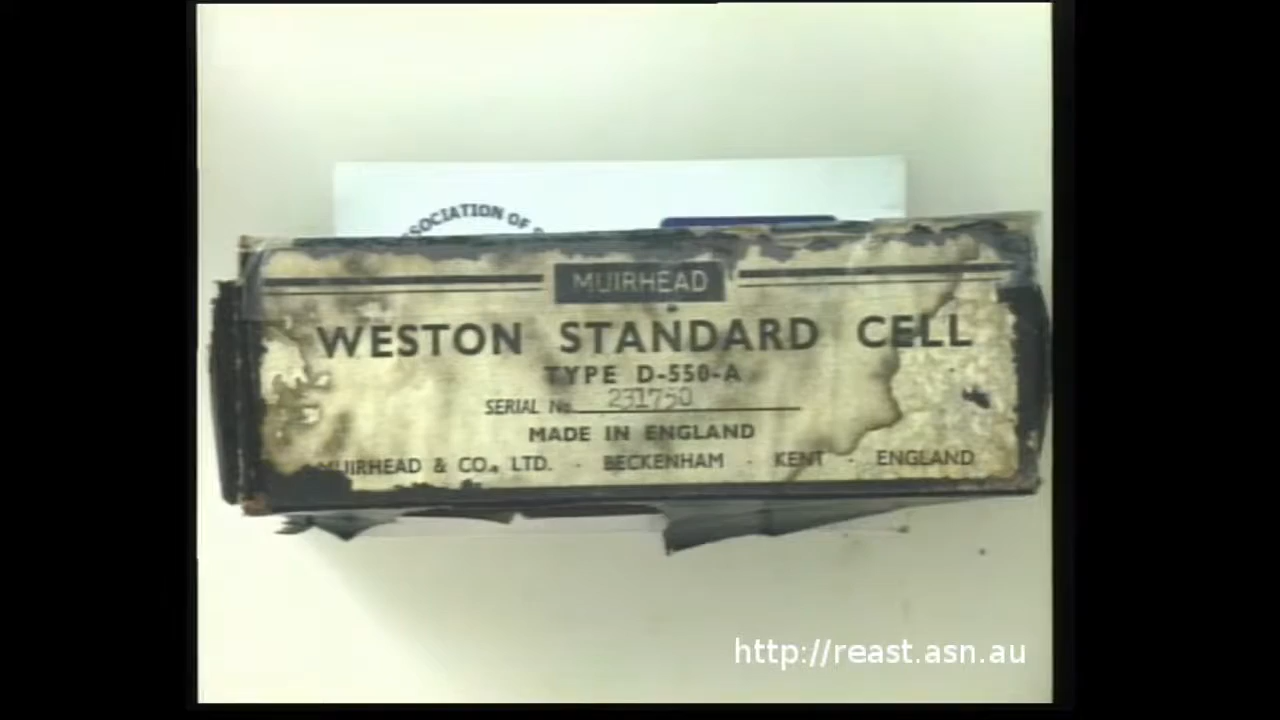 SOCIATION OF
MUIRHEAD
WESTON STANDARD CELL
TYPE D-550-A
SERIAL No. 231750
MADE IN ENGLAND
MUIRHEAD & CO., LTD. · BECKENHAM · KENT · ENGLAND
http://reast.asn.au